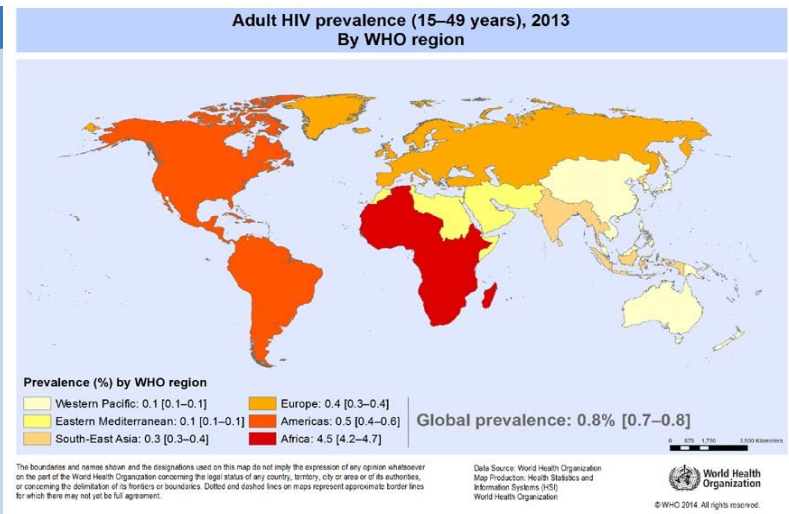 Adult HIV prevalence (15–49 years), 2013
By WHO region
Prevalence (%) by WHO region
Western Pacific: 0.1 [0.1–0.1]
Eastern Mediterranean: 0.1 [0.1–0.1]
South-East Asia: 0.3 [0.3–0.4]
Europe: 0.4 [0.3–0.4]
Americas: 0.5 [0.4–0.6]
Africa: 4.5 [4.2–4.7]
Global prevalence: 0.8% [0.7–0.8]
0 875 1,750 3,500 Kilometers
The boundaries and names shown and the designations used on this map do not imply the expression of any opinion whatsoever
on the part of the World Health Organization concerning the legal status of any country, territory, city or area or of its authorities,
or concerning the delimitation of its frontiers or boundaries. Dotted and dashed lines on maps represent approximate border lines
for which there may not yet be full agreement.
Data Source: World Health Organization
Map Production: Health Statistics and
Information Systems (HSI)
World Health Organization
World Health
Organization
© WHO 2014. All rights reserved.